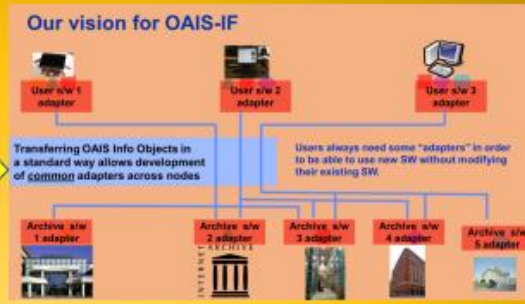 Our vision for OAIS-IF
User s/w 1
adapter
User s/w 2
adapter
User s/w 3
adapter
Transferring OAIS Info Objects in
a standard way allows development
of common adapters across nodes
Users always need some "adapters" in order
to be able to use new SW without modifying
their existing SW.
Archive s/w
1 adapter
Archive s/w
2 adapter
Archive s/w
3 adapter
Archive s/w
4 adapter
Archive s/w
5 adapter
INTERNET
ARCHIVE